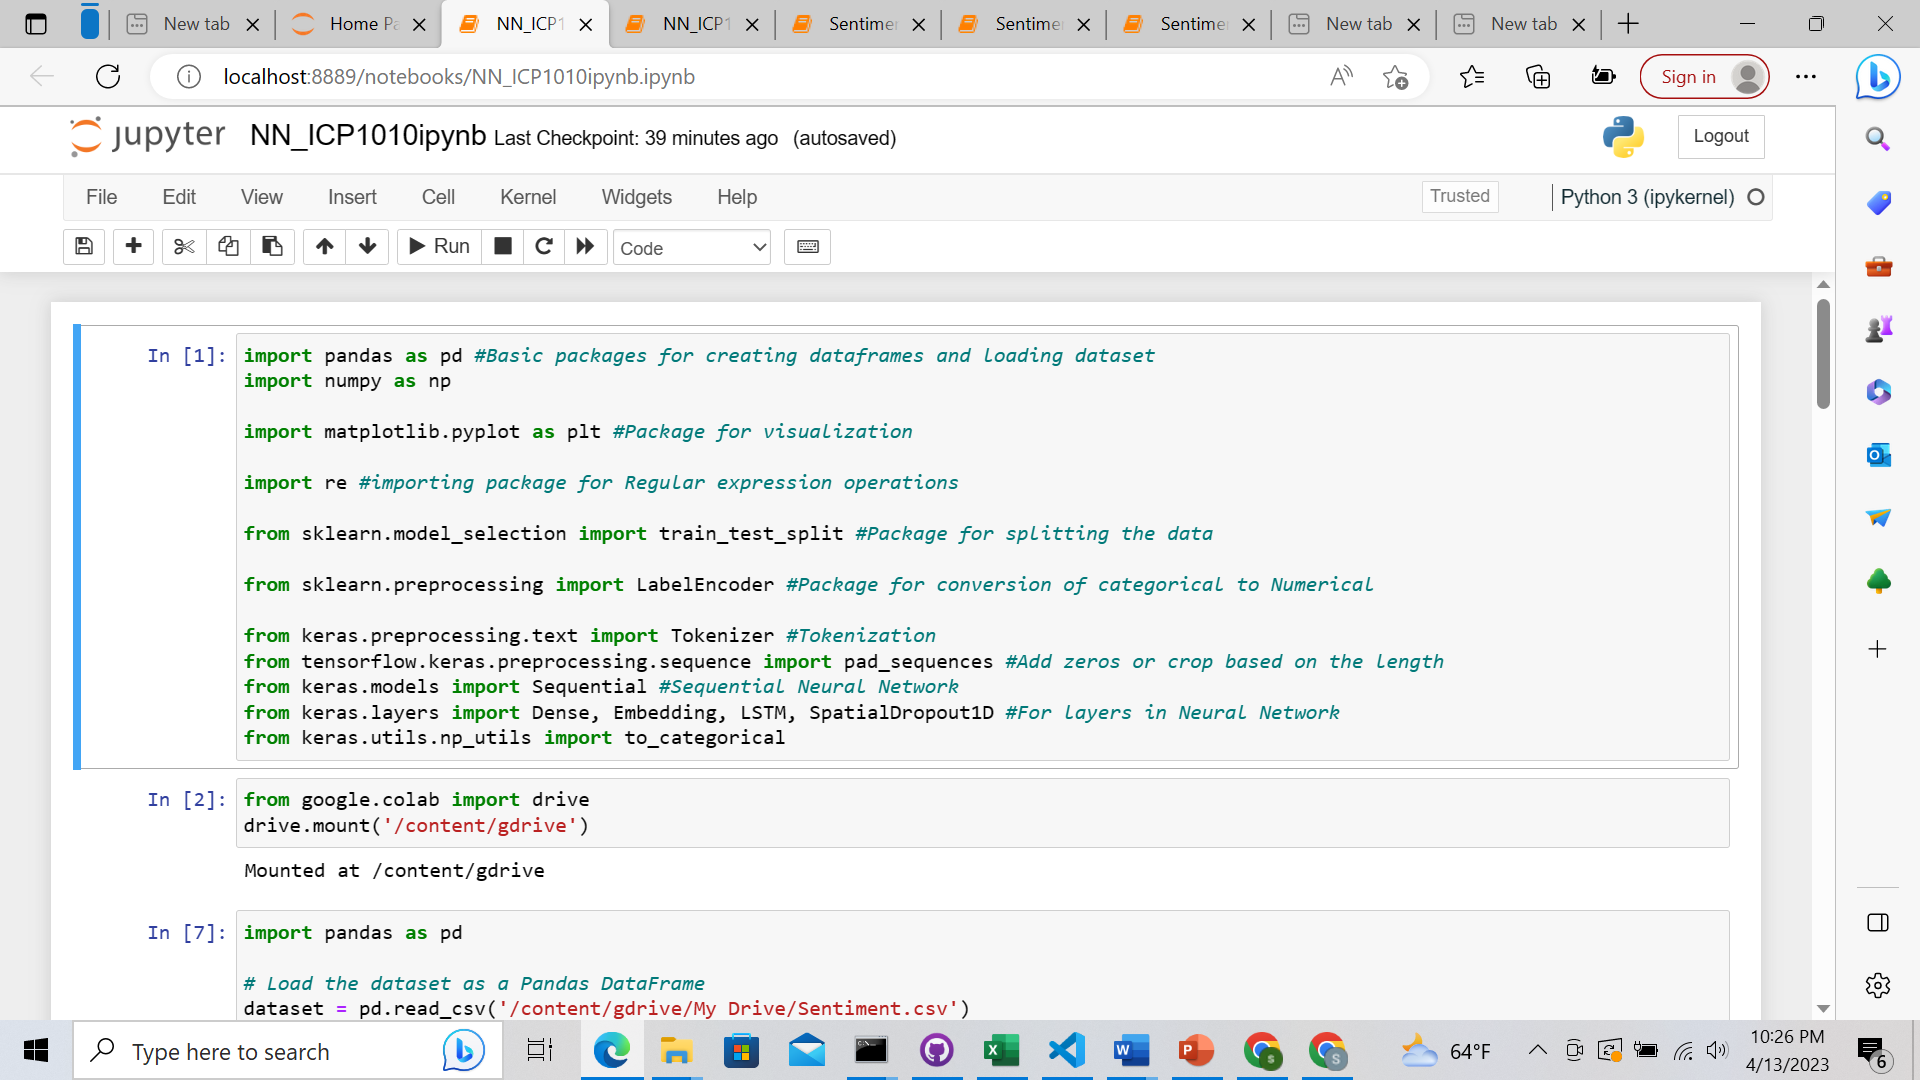 New tab
Home Pa
NN_ICP1
NN_ICP1
Sentimen
Sentimen
Sentimen
New tab
New tab
localhost:8889/notebooks/NN_ICP1010ipynb.ipynb
Sign in
jupyter NN_ICP1010ipynb Last Checkpoint: 39 minutes ago (autosaved)
Logout
File Edit View Insert Cell Kernel Widgets Help
Trusted
Python 3 (ipykernel)
Run
Code
In [1]: import pandas as pd #Basic packages for creating dataframes and loading dataset
import numpy as np
import matplotlib.pyplot as plt #Package for visualization
import re #importing package for Regular expression operations
from sklearn.model_selection import train_test_split #Package for splitting the data
from sklearn.preprocessing import LabelEncoder #Package for conversion of categorical to Numerical
from keras.preprocessing.text import Tokenizer #Tokenization
from tensorflow.keras.preprocessing.sequence import pad_sequences #Add zeros or crop based on the length
from keras.models import Sequential #Sequential Neural Network
from keras.layers import Dense, Embedding, LSTM, SpatialDropout1D #For layers in Neural Network
from keras.utils.np_utils import to_categorical
In [2]: from google.colab import drive
drive.mount('/content/gdrive')
Mounted at /content/gdrive
In [7]: import pandas as pd
# Load the dataset as a Pandas DataFrame
dataset = pd.read_csv('/content/gdrive/My Drive/Sentiment.csv')
Type here to search
64°F
10:26 PM
4/13/2023
6